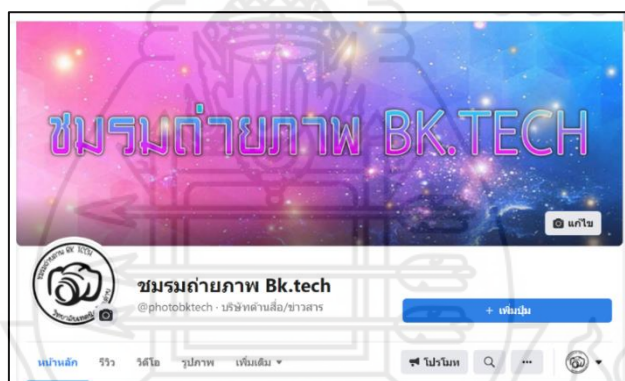 ชมรมถ่ายภาพ BK.TECH
แก้ไข
ชมรมถ่ายภาพ Bk.tech
@photobktech · บริษัทด้านสื่อ/ข่าวสาร
+ เพิ่มปุ่ม
หน้าหลัก รีวิว วิดีโอ รูปภาพ เพิ่มเติม
โปรโมท